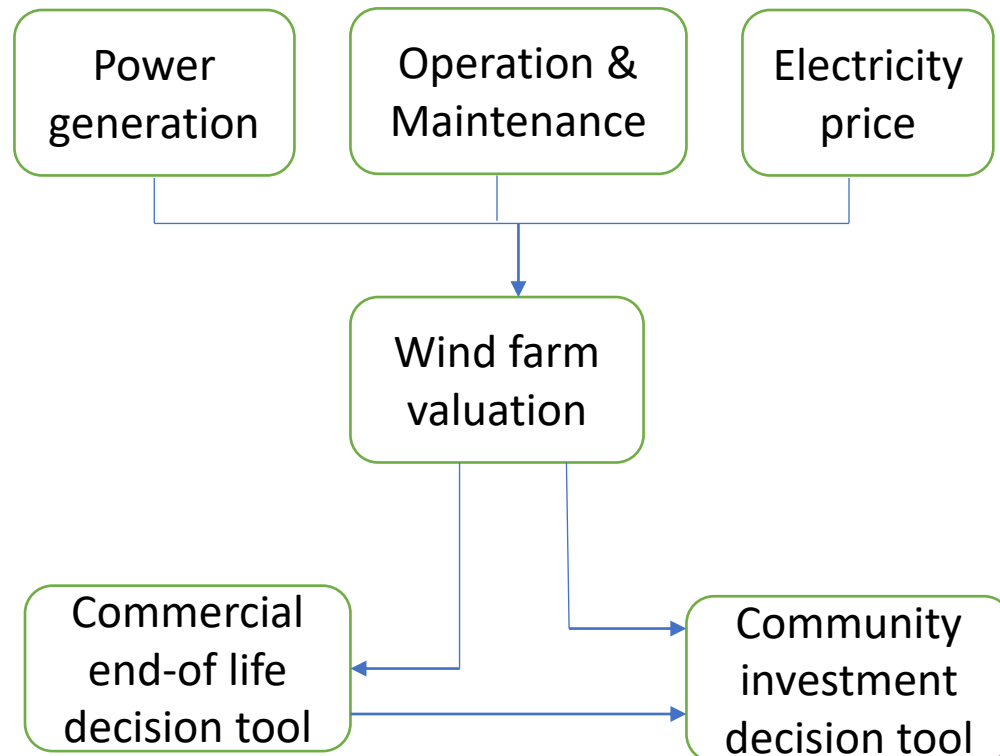 Power
generation
Operation &
Maintenance
Electricity
price
Wind farm
valuation
Commercial
end-of life
decision tool
Community
investment
decision tool